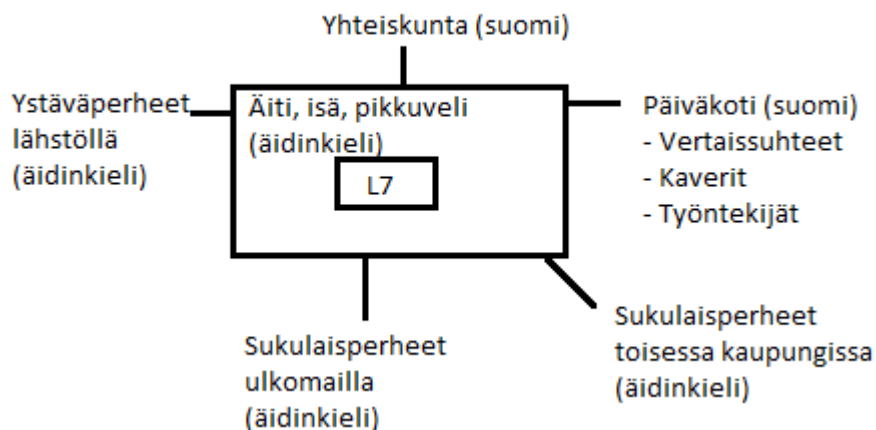 Yhteiskunta (suomi)
Ystäväperheet
lähstöllä
(äidinkieli)
Äiti, isä, pikkuveli
(äidinkieli)
L7
Päiväkoti (suomi)
- Vertaissuhteet
- Kaverit
- Työntekijät
Sukulaisperheet
ulkomailla
(äidinkieli)
Sukulaisperheet
toisessa kaupungissa
(äidinkieli)